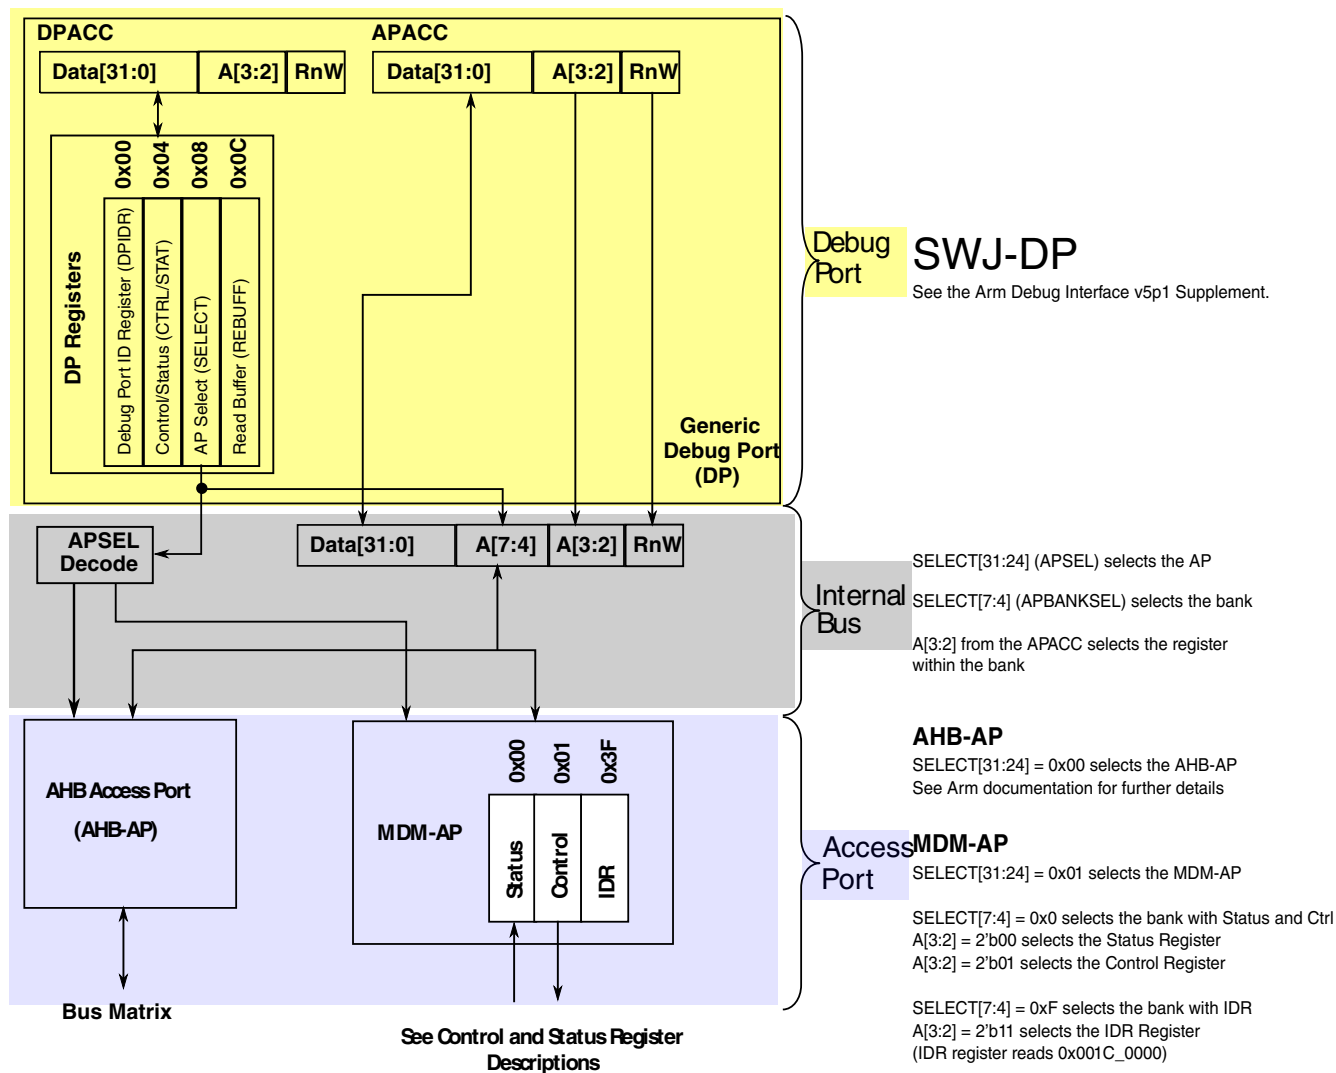 DPACC
APACC
Data[31:0] A[3:2] RnW
Data[31:0] A[3:2] RnW
0x00
0x04
0x08
0x0C
DP Registers
Debug Port ID Register (DPIDR)
Control/Status (CTRL/STAT)
AP Select (SELECT)
Read Buffer (REBUFF)
Generic
Debug Port
(DP)
Debug
Port
SWJ-DP
See the Arm Debug Interface v5p1 Supplement.
APSEL
Decode
Data[31:0] A[7:4] A[3:2] RnW
Internal
Bus
SELECT[31:24] (APSEL) selects the AP
SELECT[7:4] (APBANKSEL) selects the bank
A[3:2] from the APACC selects the register
within the bank
AHB Access Port
(AHB-AP)
Bus Matrix
MDM-AP
0x00
0x01
0x3F
Status
Control
IDR
See Control and Status Register
Descriptions
Access
Port
AHB-AP
SELECT[31:24] = 0x00 selects the AHB-AP
See Arm documentation for further details
MDM-AP
SELECT[31:24] = 0x01 selects the MDM-AP
SELECT[7:4] = 0x0 selects the bank with Status and Ctrl
A[3:2] = 2'b00 selects the Status Register
A[3:2] = 2'b01 selects the Control Register
SELECT[7:4] = 0xF selects the bank with IDR
A[3:2] = 2'b11 selects the IDR Register
(IDR register reads 0x001C_0000)